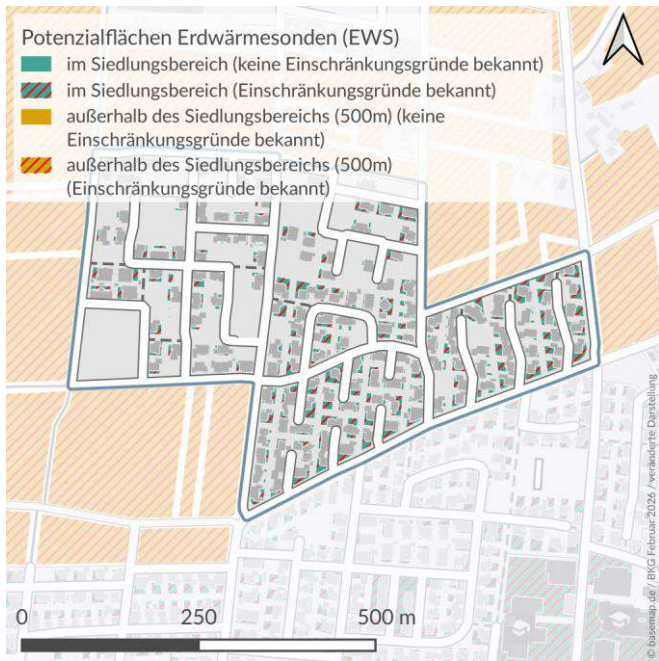 Potenzialflächen Erdwärmesonden (EWS)
im Siedlungsbereich (keine Einschränkungsgründe bekannt)
im Siedlungsbereich (Einschränkungsgründe bekannt)
außerhalb des Siedlungsbereichs (500m) (keine
Einschränkungsgründe bekannt)
außerhalb des Siedlungsbereichs (500m)
(Einschränkungsgründe bekannt)
© basemap.de / BKG Februar 2026 / veränderte Darstellung
0 250 500 m